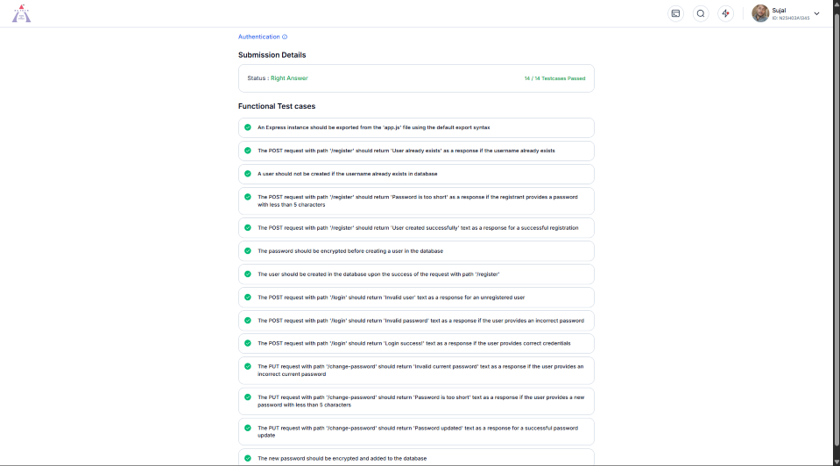 Sujal
ID: N23H03A1343
Authentication
Submission Details
Status : Right Answer
14 / 14 Testcases Passed
Functional Test cases
An Express instance should be exported from the 'app.js' file using the default export syntax
The POST request with path '/register' should return 'User already exists' as a response if the username already exists
A user should not be created if the username already exists in database
The POST request with path '/register' should return 'Password is too short' as a response if the registrant provides a password
with less than 5 characters
The POST request with path '/register' should return 'User created successfully' text as a response for a successful registration
The password should be encrypted before creating a user in the database
The user should be created in the database upon the success of the request with path '/register'
The POST request with path '/login' should return 'Invalid user' text as a response for an unregistered user
The POST request with path '/login' should return 'Invalid password' text as a response if the user provides an incorrect password
The POST request with path '/login' should return 'Login success!' text as a response if the user provides correct credentials
The PUT request with path '/change-password' should return 'Invalid current password' text as a response if the user provides an
incorrect current password
The PUT request with path '/change-password' should return 'Password is too short' text as a response if the user provides a new
password with less than 5 characters
The PUT request with path '/change-password' should return 'Password updated' text as a response for a successful password
update
The new password should be encrypted and added to the database